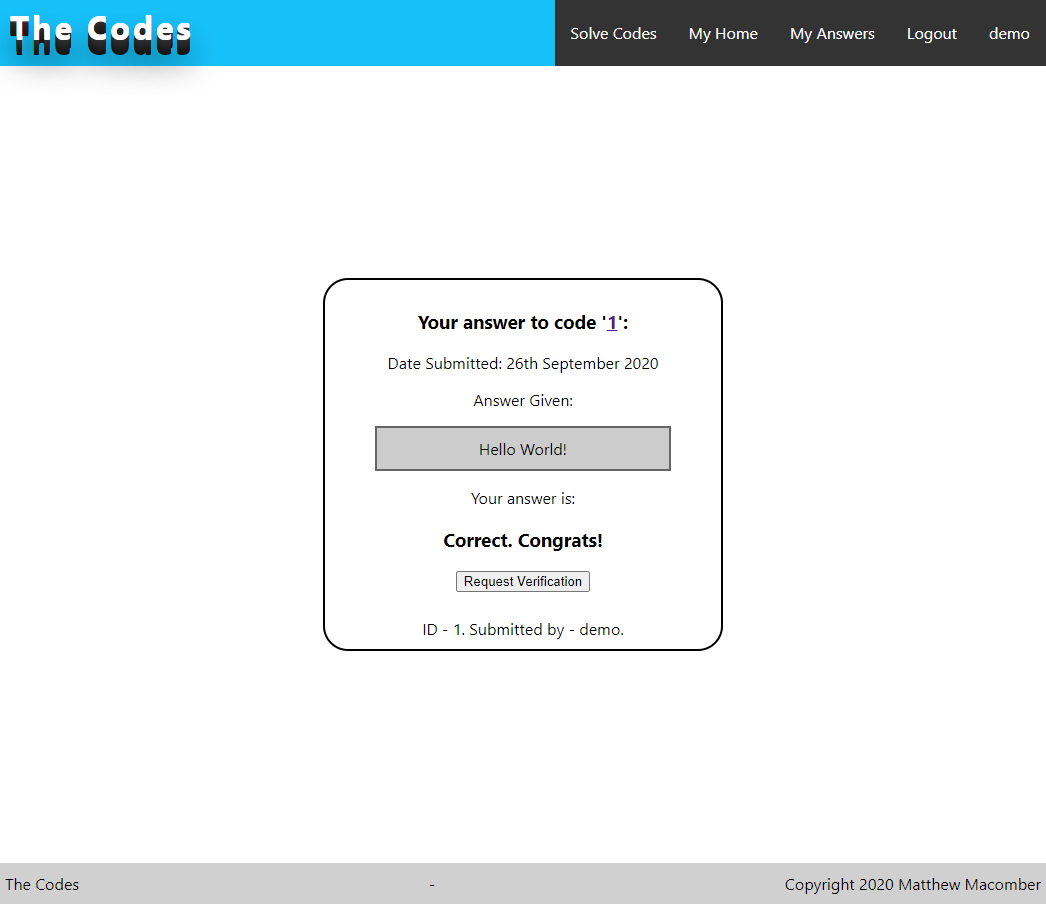 The Codes
Solve Codes My Home My Answers Logout demo
Your answer to code '1':
Date Submitted: 26th September 2020
Answer Given:
Hello World!
Your answer is:
Correct. Congrats!
Request Verification
ID - 1. Submitted by - demo.
The Codes - Copyright 2020 Matthew Macomber